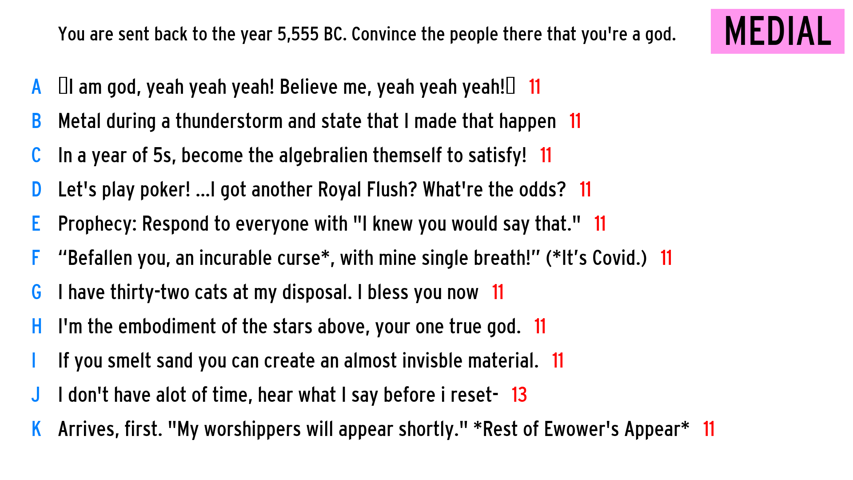 You are sent back to the year 5,555 BC. Convince the people there that you're a god.
MEDIAL
A ▯I am god, yeah yeah yeah! Believe me, yeah yeah yeah!▯ 11
B Metal during a thunderstorm and state that I made that happen 11
C In a year of 5s, become the algebralien themself to satisfy! 11
D Let's play poker! ...I got another Royal Flush? What're the odds? 11
E Prophecy: Respond to everyone with "I knew you would say that." 11
F “Befallen you, an incurable curse*, with mine single breath!” (*It’s Covid.) 11
G I have thirty-two cats at my disposal. I bless you now 11
H I'm the embodiment of the stars above, your one true god. 11
I If you smelt sand you can create an almost invisble material. 11
J I don't have alot of time, hear what I say before i reset- 13
K Arrives, first. "My worshippers will appear shortly." *Rest of Ewower's Appear* 11